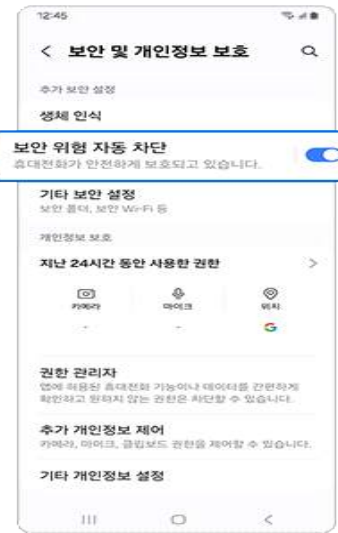 12:45
보안 및 개인정보 보호
추가 보안 설정
생체 인식
보안 위험 자동 차단
휴대전화가 안전하게 보호되고 있습니다.
기타 보안 설정
보안 폴더, 보안 Wi-Fi 등
개인정보 보호
지난 24시간 동안 사용한 권한
카메라 마이크 위치
- -
권한 관리자
앱에 허용된 휴대전화 기능이나 데이터를 간편하게
확인하고 원하지 않는 권한은 차단할 수 있습니다.
추가 개인정보 제어
카메라, 마이크, 클립보드 권한을 제어할 수 있습니다.
기타 개인정보 설정